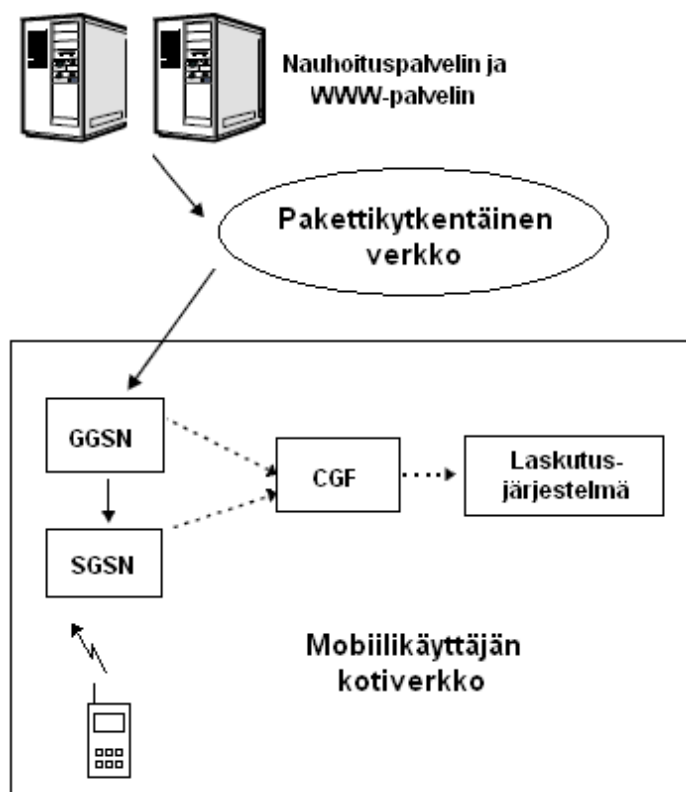 Nauhoituspalvelin ja
WWW-palvelin
Pakettikytkentäinen
verkko
GGSN
CGF
Laskutus-
järjestelmä
SGSN
Mobiilikäyttäjän
kotiverkko